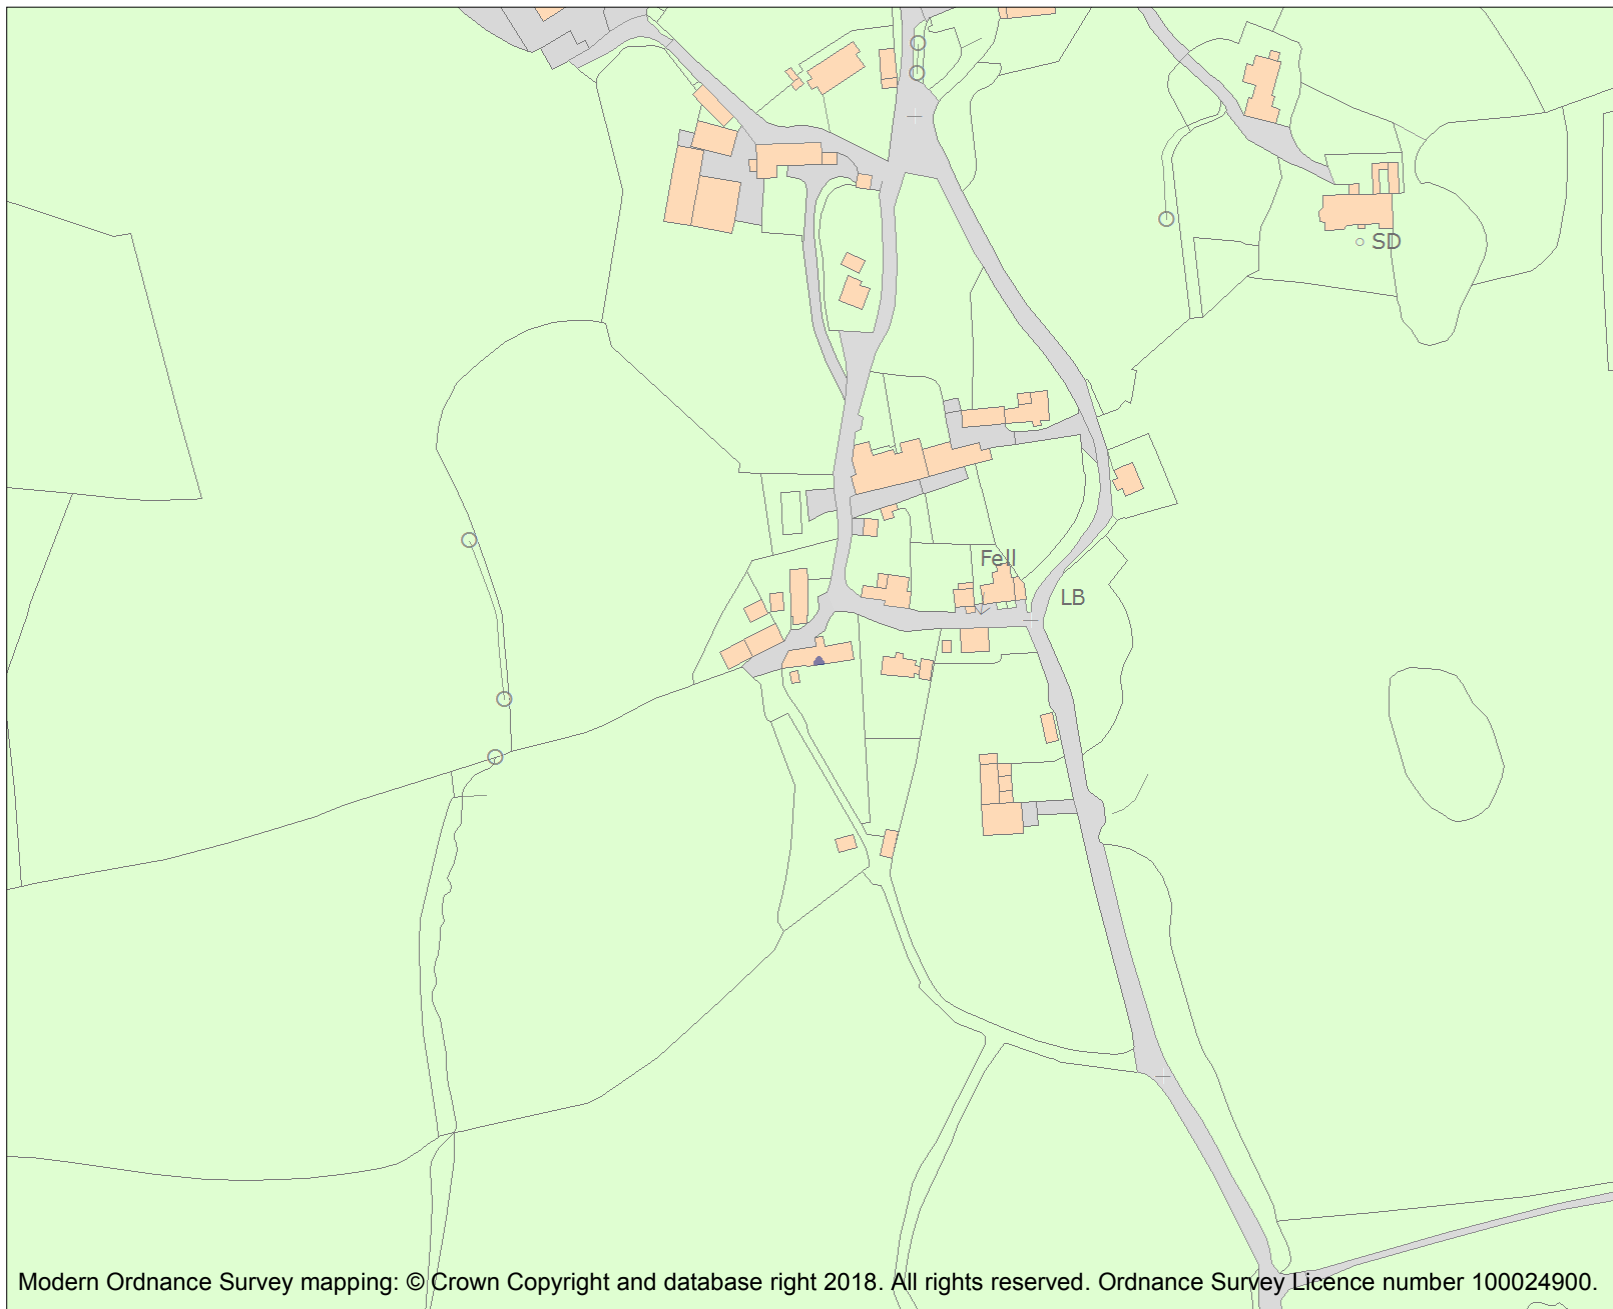 SD
Fell
LB
Modern Ordnance Survey mapping: © Crown Copyright and database right 2018. All rights reserved. Ordnance Survey Licence number 100024900.